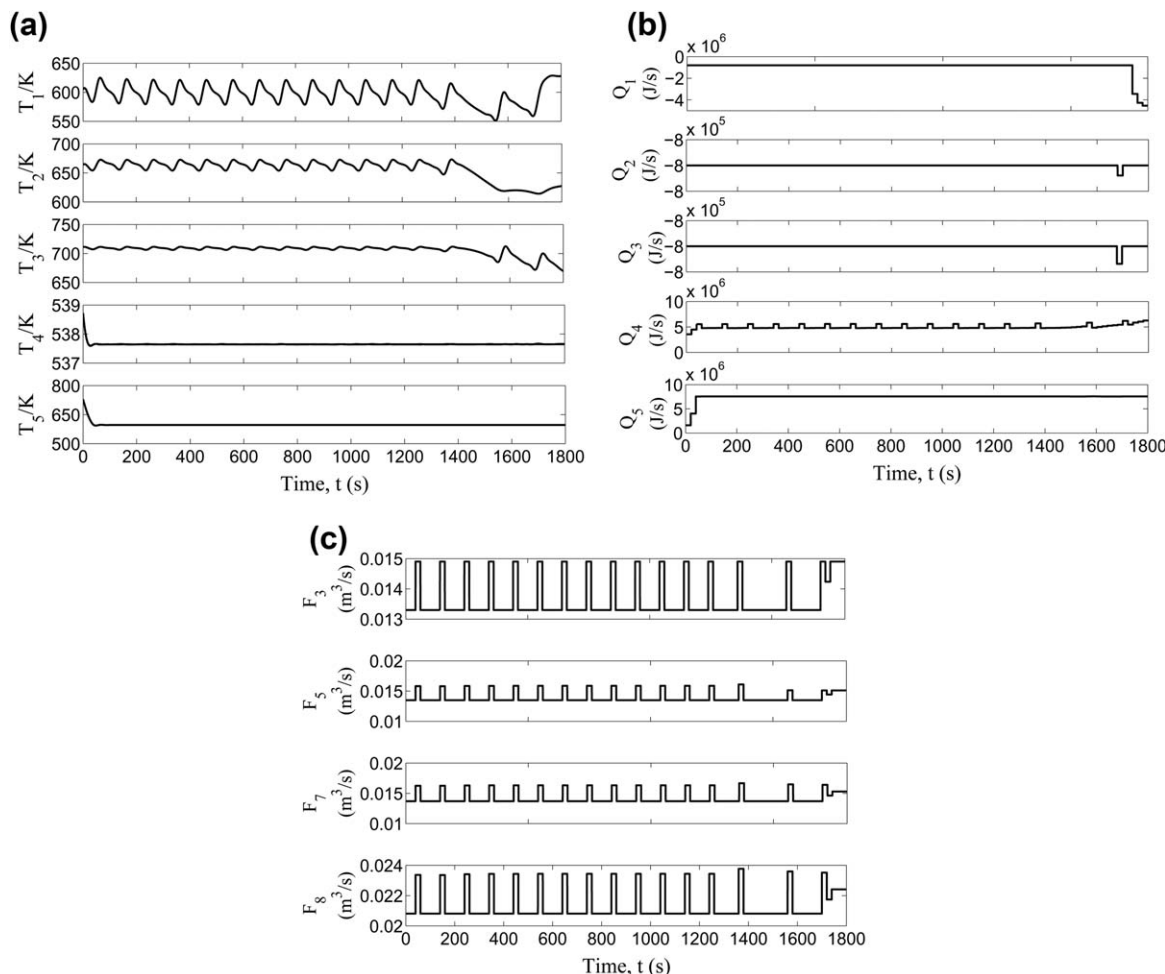 (a)
650
600
550
T1/K
700
650
600
T2/K
750
700
650
T3/K
539
538
537
T4/K
800
650
500
T5/K
0 200 400 600 800 1000 1200 1400 1600 1800
Time, t (s)
(b)
x 10^6
0
−2
−4
Q1
(J/s)
x 10^5
−8
−8
−8
Q2
(J/s)
x 10^5
−8
−8
−8
Q3
(J/s)
x 10^6
10
5
0
Q4
(J/s)
x 10^6
10
5
0
Q5
(J/s)
0 200 400 600 800 1000 1200 1400 1600 1800
Time, t (s)
(c)
0.015
0.014
0.013
F3
(m^3/s)
0.02
0.015
0.01
F5
(m^3/s)
0.02
0.015
0.01
F7
(m^3/s)
0.024
0.022
0.02
F8
(m^3/s)
0 200 400 600 800 1000 1200 1400 1600 1800
Time, t (s)